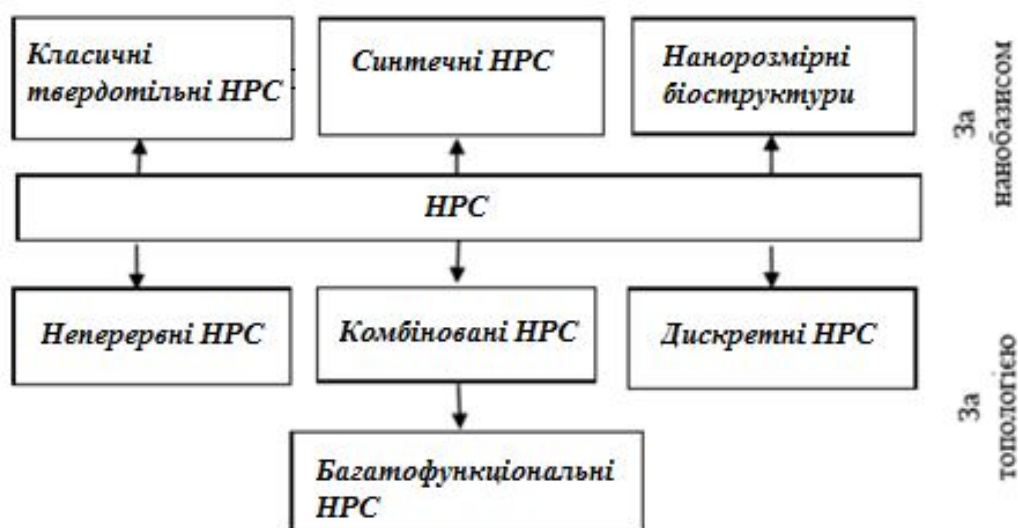 Класичні
твердотільні НРС
Синтечні НРС
Нанорозмірні
біоструктури
За
нанобазисом
НРС
Неперервні НРС
Комбіновані НРС
Дискретні НРС
За
топологією
Багатофункціональні
НРС